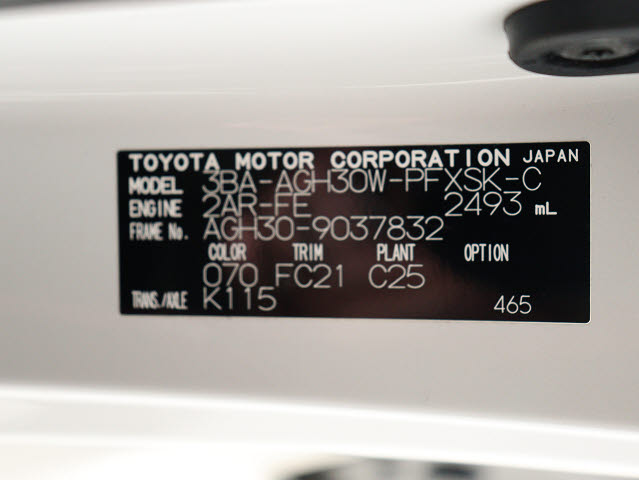 TOYOTA MOTOR CORPORATION JAPAN
MODEL 3BA-AGH30W-PFXSK-C
ENGINE 2AR-FE 2493 mL
FRAME No. AGH30-9037832
COLOR TRIM PLANT OPTION
070 FC21 C25
TRANS./AXLE K115 465